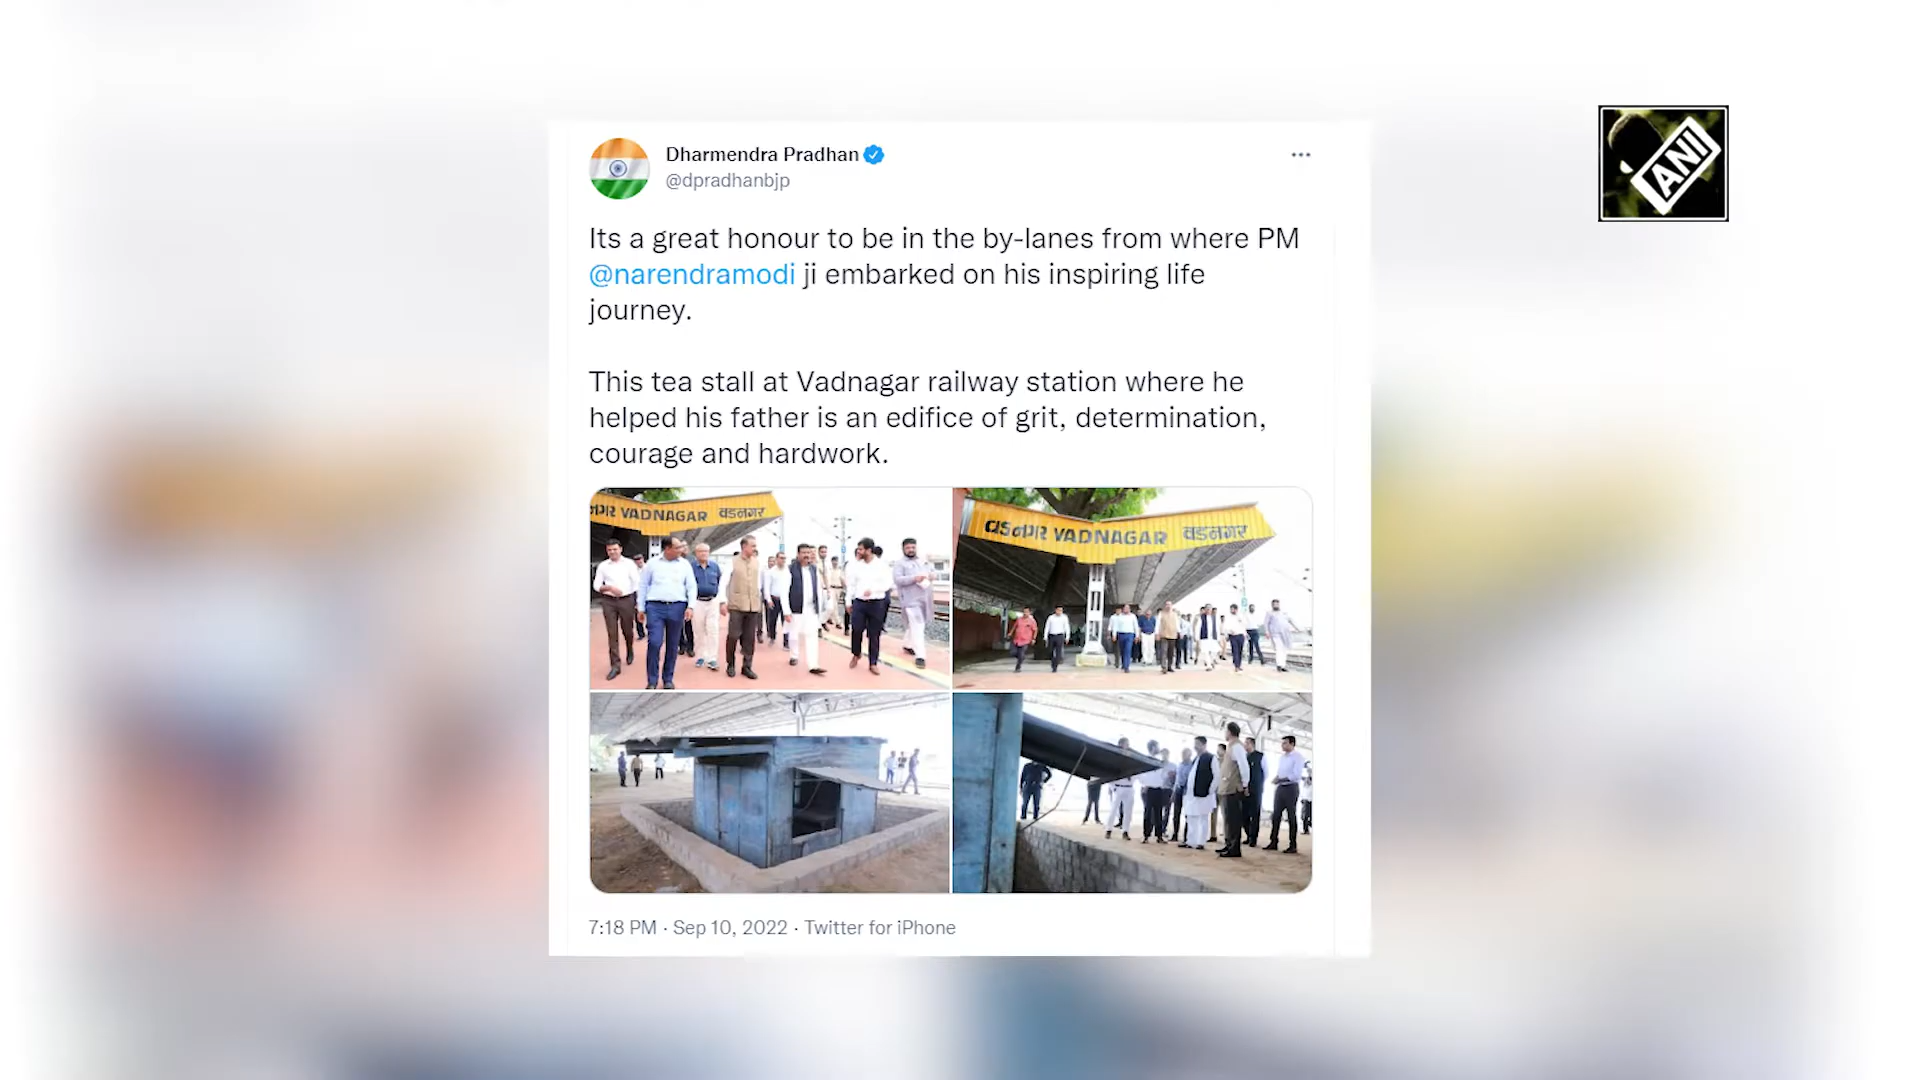 Dharmendra Pradhan
@dpradhanbjp
Its a great honour to be in the by-lanes from where PM
@narendramodi ji embarked on his inspiring life
journey.
This tea stall at Vadnagar railway station where he
helped his father is an edifice of grit, determination,
courage and hardwork.
VADNAGAR वडनगर
વડનગર VADNAGAR वडनगर
7:18 PM · Sep 10, 2022 · Twitter for iPhone
ANI